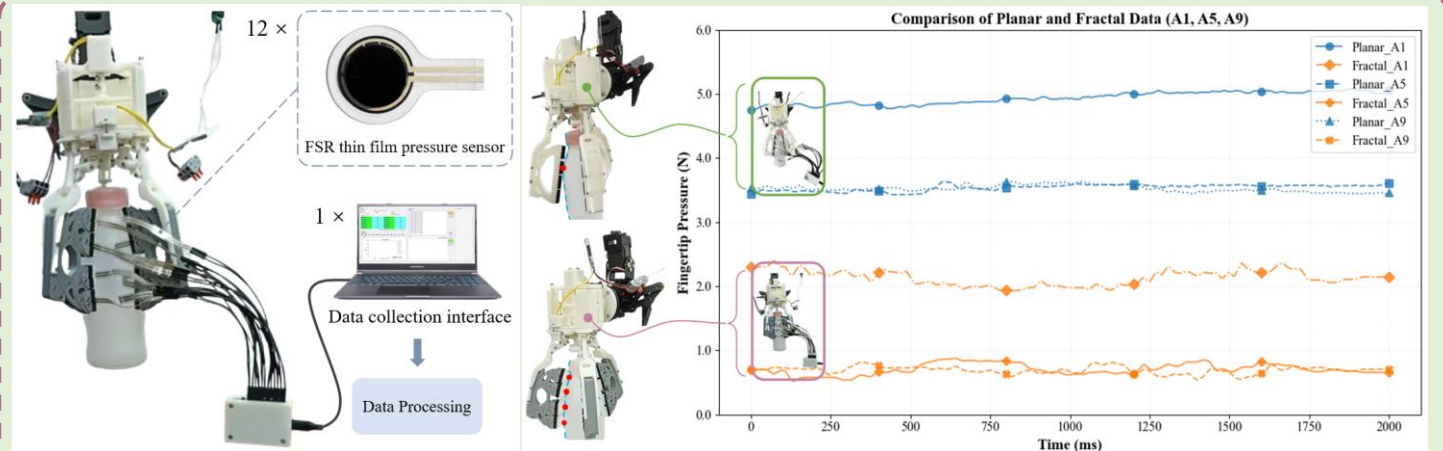 12 ×
FSR thin film pressure sensor
1 ×
Data collection interface
Data Processing
Comparison of Planar and Fractal Data (A1, A5, A9)
Fingertip Pressure (N)
6.0
5.0
4.0
3.0
2.0
1.0
0.0
Planar_A1
Fractal_A1
Planar_A5
Fractal_A5
Planar_A9
Fractal_A9
0 250 500 750 1000 1250 1500 1750 2000
Time (ms)